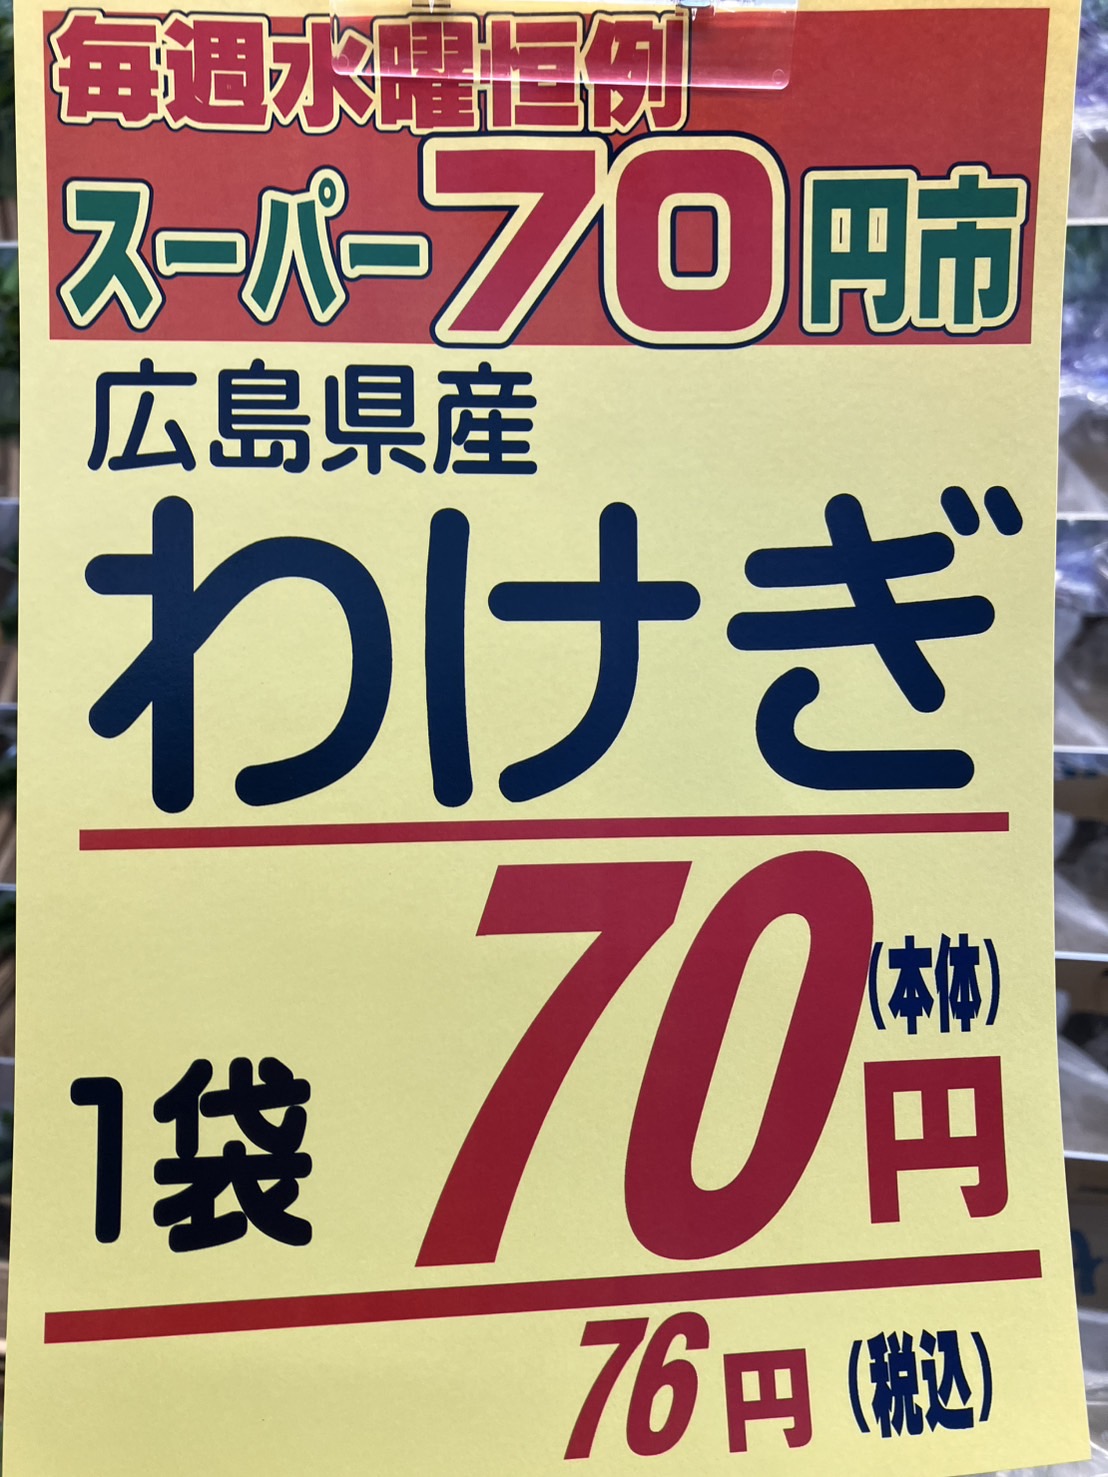 毎週水曜恒例
スーパー70円市
広島県産
わけぎ
1袋 70円 (本体)
76円 (税込)